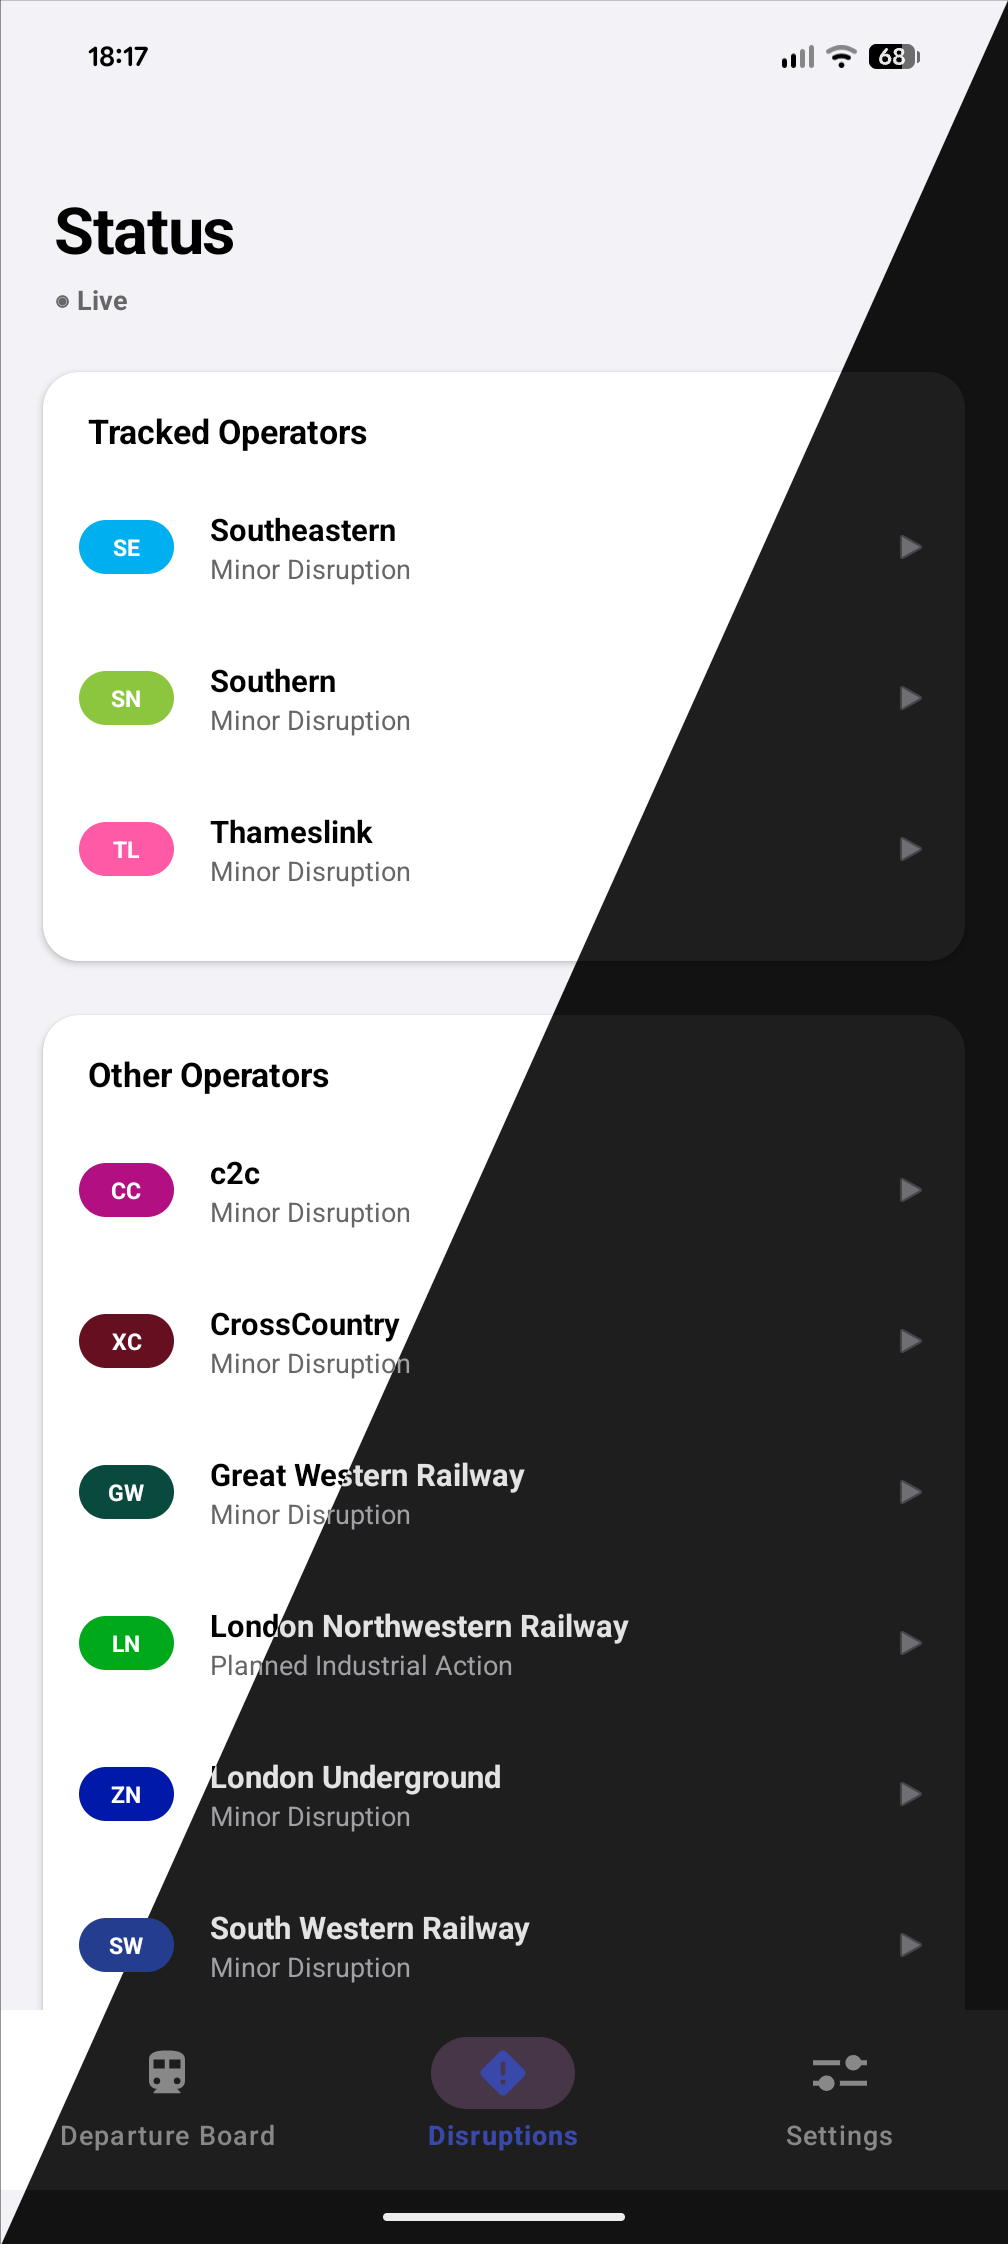 18:17
68
Status
Live
Tracked Operators
SE
Southeastern
Minor Disruption
SN
Southern
Minor Disruption
TL
Thameslink
Minor Disruption
Other Operators
CC
c2c
Minor Disruption
XC
CrossCountry
Minor Disruption
GW
Great Western Railway
Minor Disruption
LN
London Northwestern Railway
Planned Industrial Action
ZN
London Underground
Minor Disruption
SW
South Western Railway
Minor Disruption
Departure Board
Disruptions
Settings